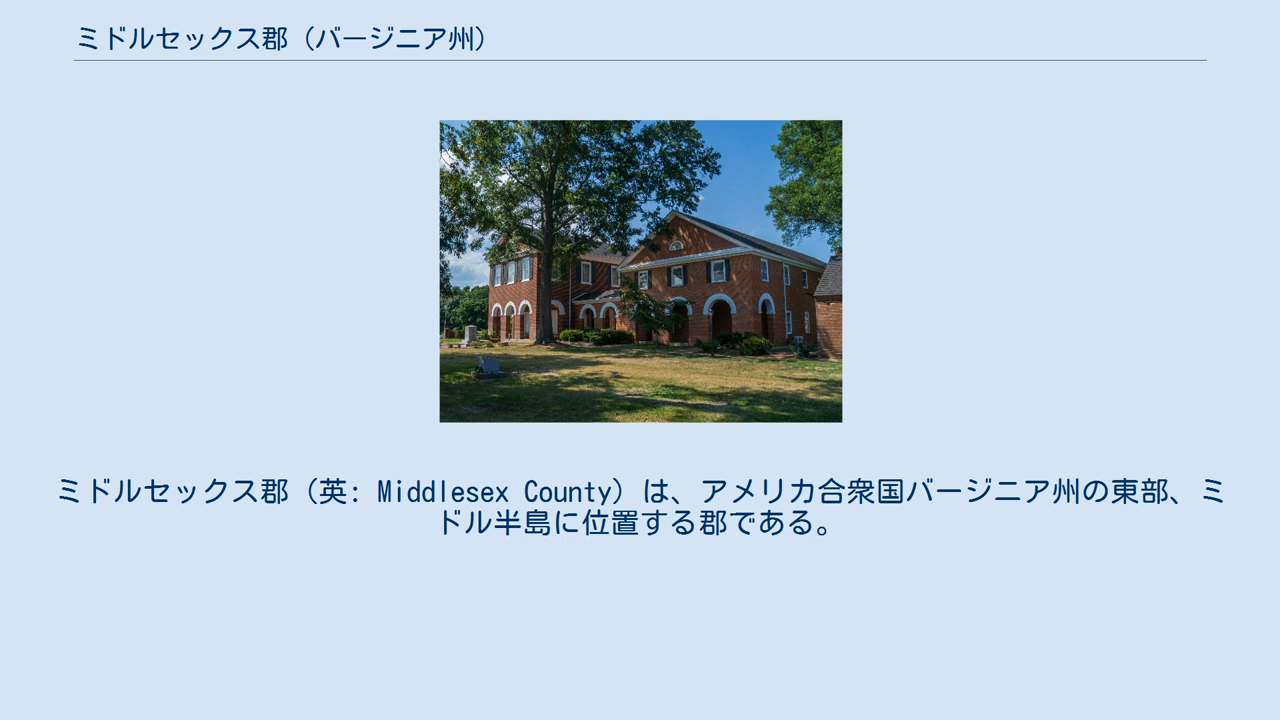 ミドルセックス郡（バージニア州）
ミドルセックス郡（英: Middlesex County）は、アメリカ合衆国バージニア州の東部、ミ
ドル半島に位置する郡である。